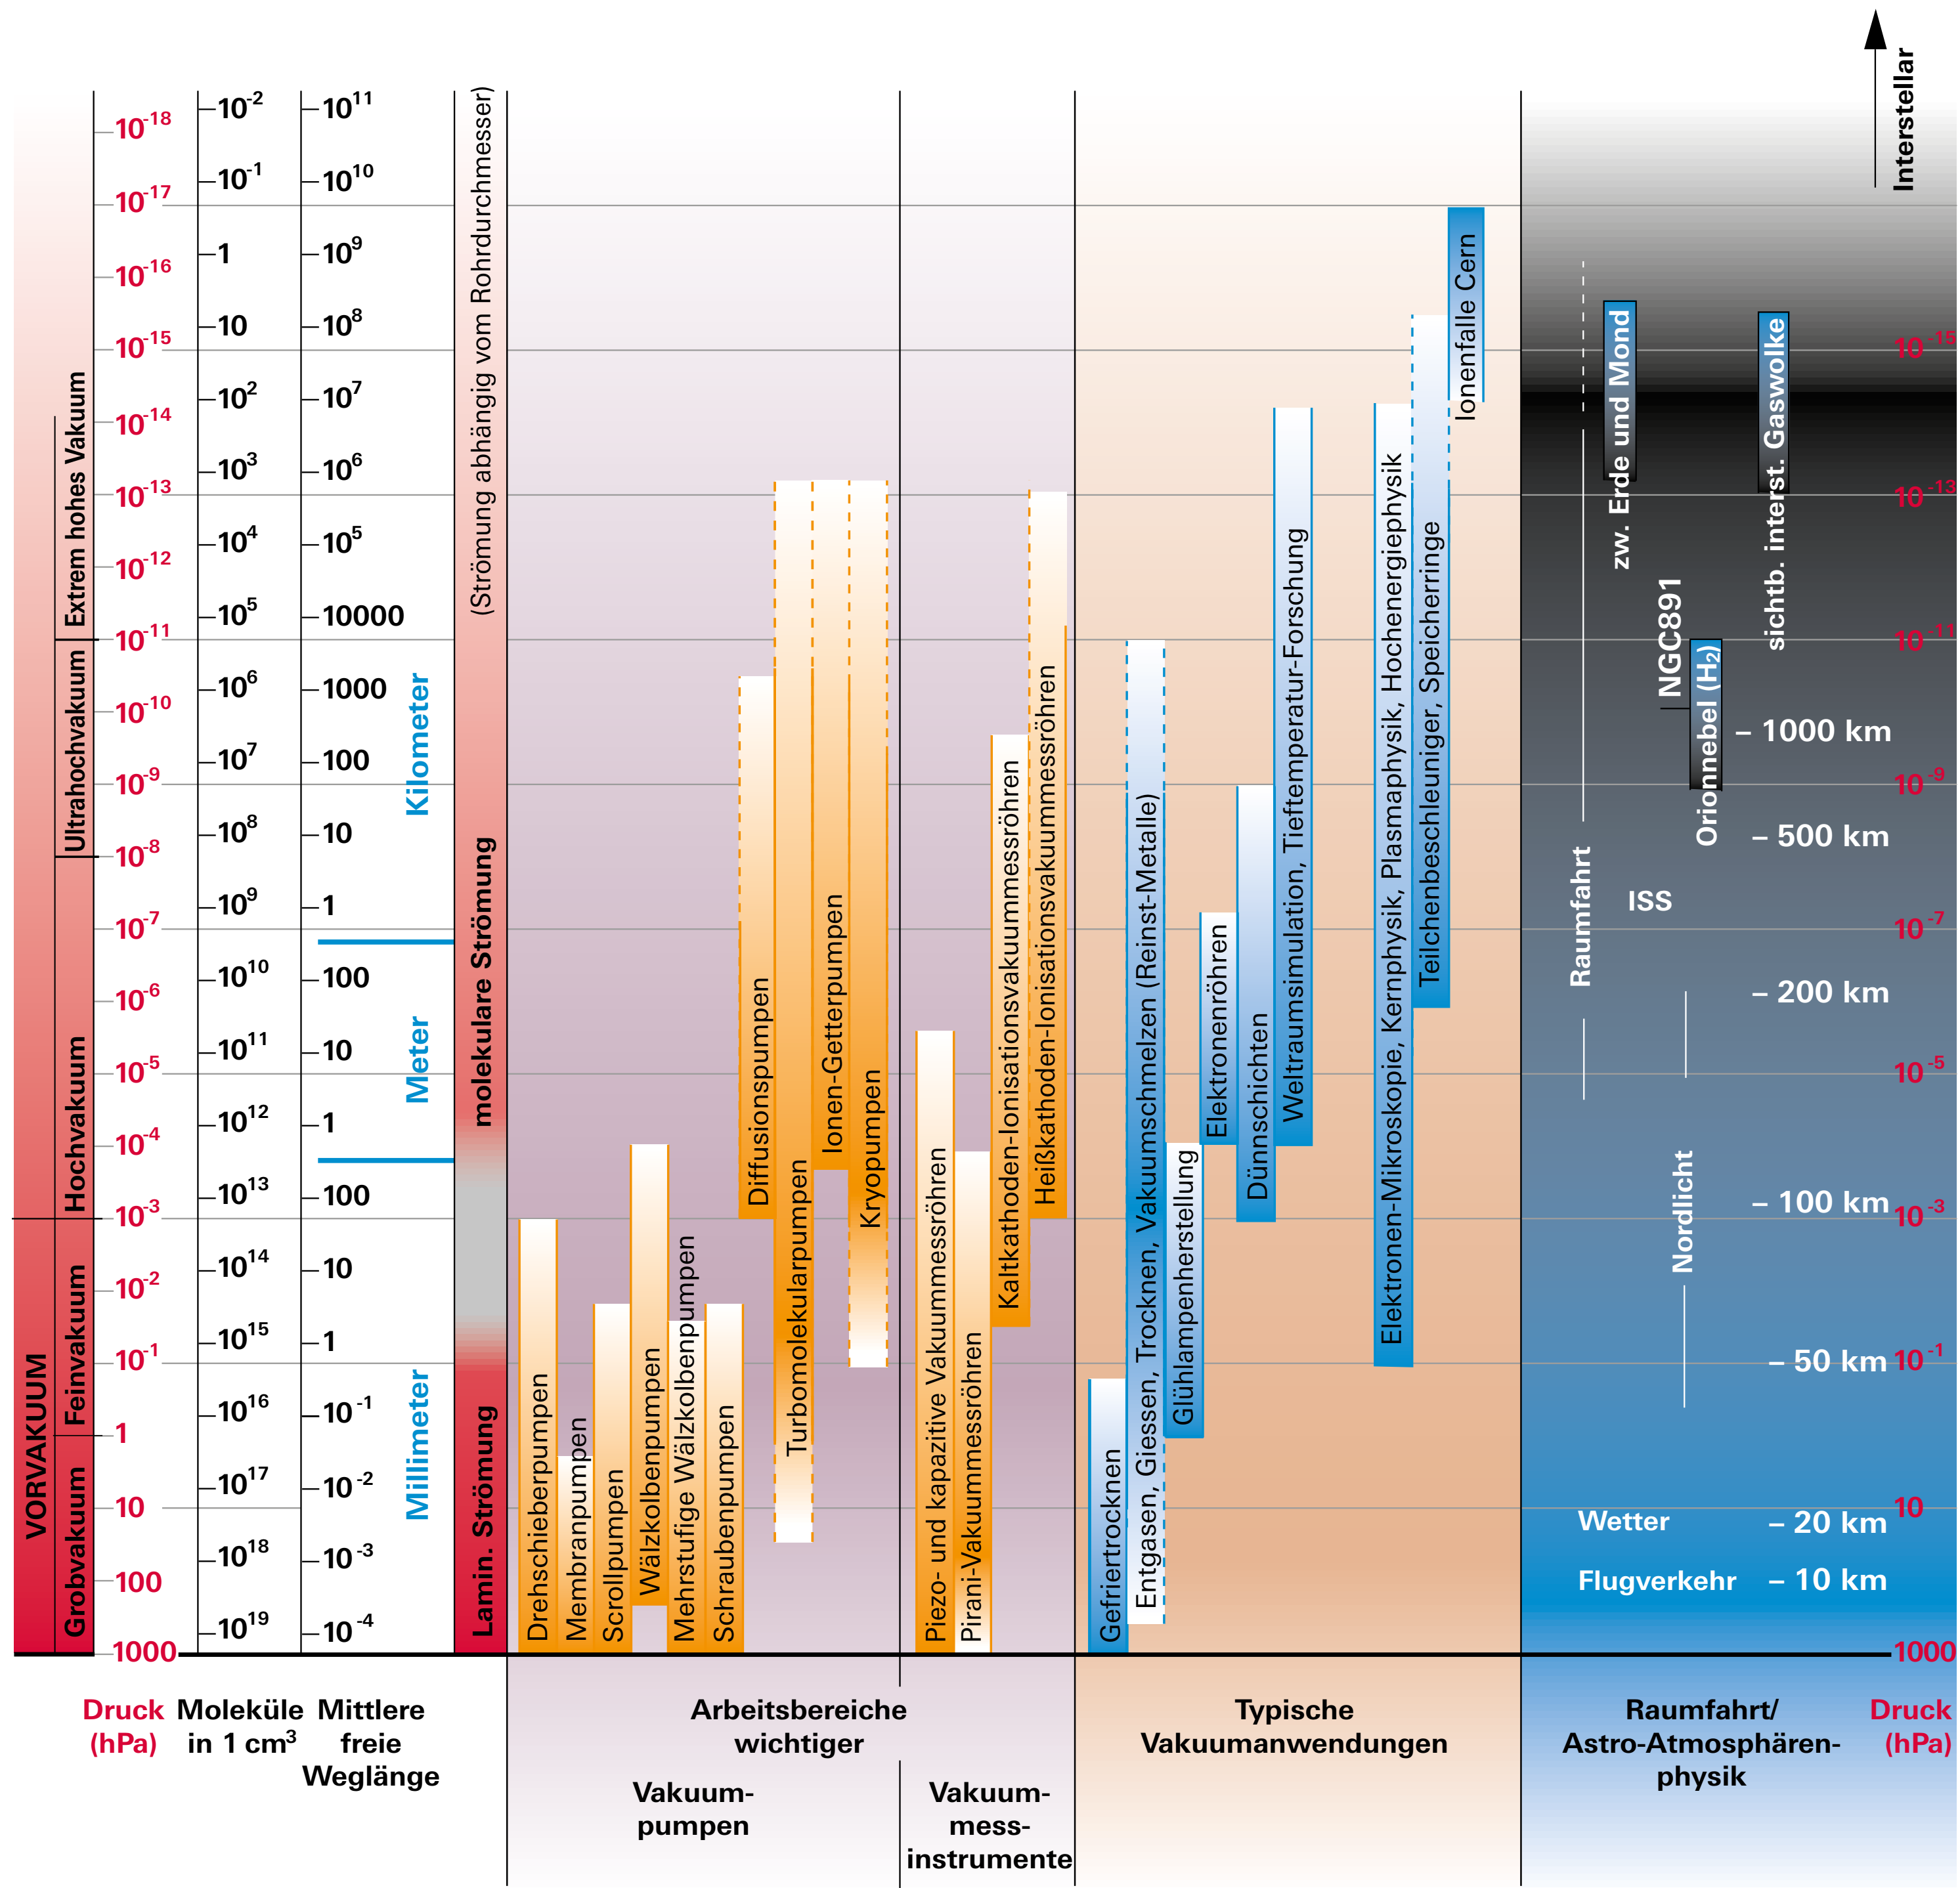 Interstellar
10-18
10-17
10-16
10-15
10-14
10-13
10-12
10-11
10-10
10-9
10-8
10-7
10-6
10-5
10-4
10-3
10-2
10-1
1
10
100
1000
10-2
10-1
1
10
102
103
104
105
106
107
108
109
1010
1011
1012
1013
1014
1015
1016
1017
1018
1019
1011
1010
109
108
107
106
105
10000
1000
100
10
1
100
10
1
100
10
1
10-1
10-2
10-3
10-4
Kilometer
Meter
Millimeter
VORVAKUUM
Extrem hohes Vakuum
Ultrahochvakuum
Hochvakuum
Feinvakuum
Grobvakuum
(Strömung abhängig vom Rohrdurchmesser)
molekulare Strömung
Lamin. Strömung
Drehschieberpumpen
Membranpumpen
Scrollpumpen
Wälzkolbenpumpen
Mehrstufige Wälzkolbenpumpen
Schraubenpumpen
Diffusionspumpen
Turbomolekularpumpen
Ionen-Getterpumpen
Kryopumpen
Piezo- und kapazitive Vakuummessröhren
Pirani-Vakuummessröhren
Kaltkathoden-Ionisationsvakuummessröhren
Heißkathoden-Ionisationsvakuummessröhren
Gefriertrocknen
Entgasen, Giessen, Trocknen, Vakuumschmelzen (Reinst-Metalle)
Glühlampenherstellung
Elektronenröhren
Dünnschichten
Weltraumsimulation, Tieftemperatur-Forschung
Elektronen-Mikroskopie, Kernphysik, Plasmaphysik, Hochenergiephysik
Teilchenbeschleuniger, Speicherringe
Ionenfalle Cern
Raumfahrt
zw. Erde und Mond
NGC891
Orionnebel (H2)
sichtb. interst. Gaswolke
ISS
Nordlicht
Wetter
Flugverkehr
– 1000 km
– 500 km
– 200 km
– 100 km
– 50 km
– 20 km
– 10 km
10-15
10-13
10-11
10-9
10-7
10-5
10-3
10-1
10
1000
Druck
(hPa)
Moleküle
in 1 cm3
Mittlere
freie
Weglänge
Arbeitsbereiche
wichtiger
Vakuum-
pumpen
Vakuum-
mess-
instrumente
Typische
Vakuumanwendungen
Raumfahrt/
Astro-Atmosphären-
physik
Druck
(hPa)